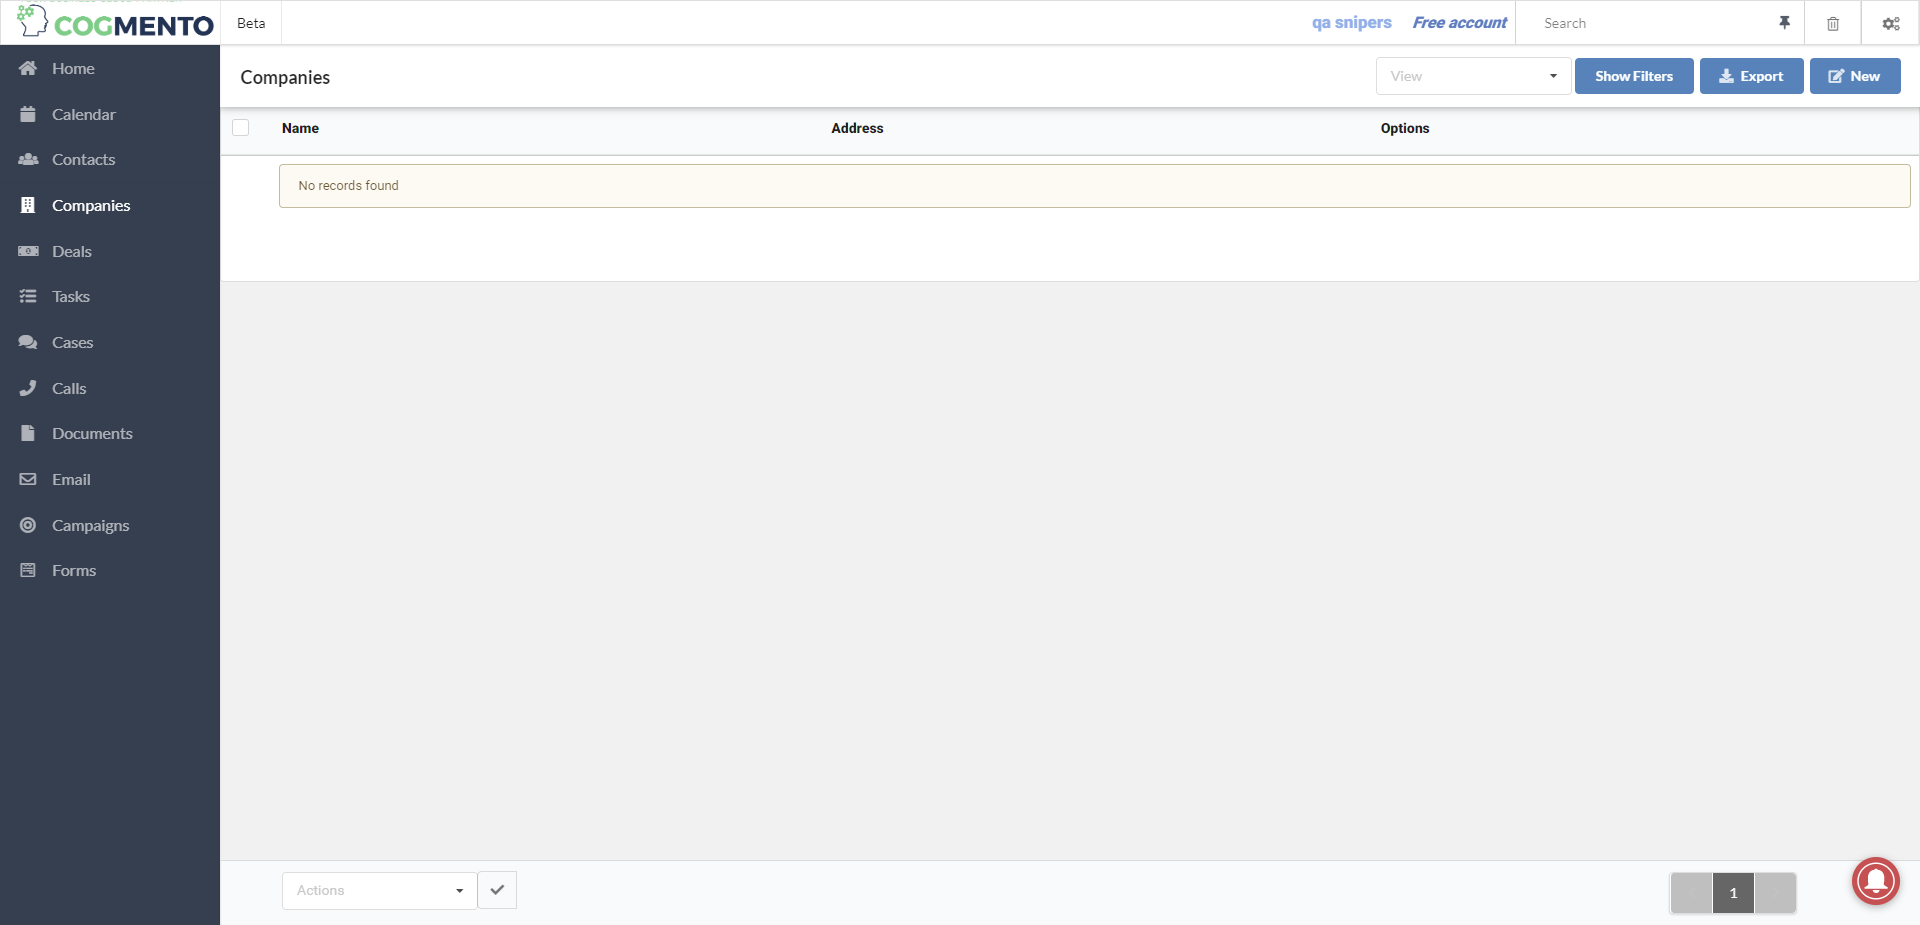 COGMENTO
Beta
qa snipers
Free account
Search
Home
Calendar
Contacts
Companies
Deals
Tasks
Cases
Calls
Documents
Email
Campaigns
Forms
Companies
View
Show Filters
Export
New
Name
Address
Options
No records found
Actions
1